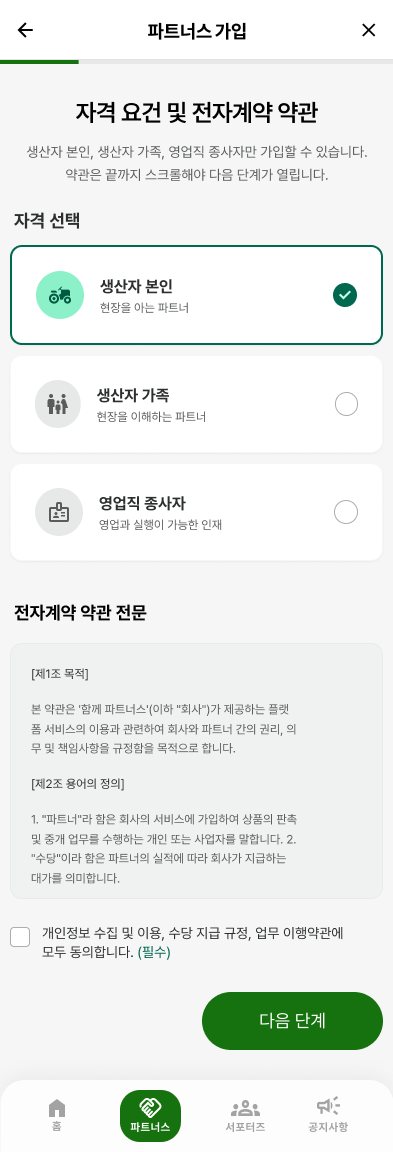 파트너스 가입
자격 요건 및 전자계약 약관
생산자 본인, 생산자 가족, 영업직 종사자만 가입할 수 있습니다.
약관은 끝까지 스크롤해야 다음 단계가 열립니다.
자격 선택
생산자 본인
현장을 아는 파트너
생산자 가족
현장을 이해하는 파트너
영업직 종사자
영업과 실행이 가능한 인재
전자계약 약관 전문
[제1조 목적]
본 약관은 '함께 파트너스'(이하 "회사")가 제공하는 플랫
폼 서비스의 이용과 관련하여 회사와 파트너 간의 권리, 의
무 및 책임사항을 규정함을 목적으로 합니다.
[제2조 용어의 정의]
1. "파트너"라 함은 회사의 서비스에 가입하여 상품의 판촉
및 중개 업무를 수행하는 개인 또는 사업자를 말합니다. 2.
"수당"이라 함은 파트너의 실적에 따라 회사가 지급하는
대가를 의미합니다.
개인정보 수집 및 이용, 수당 지급 규정, 업무 이행약관에
모두 동의합니다. (필수)
다음 단계
홈
파트너스
서포터즈
공지사항